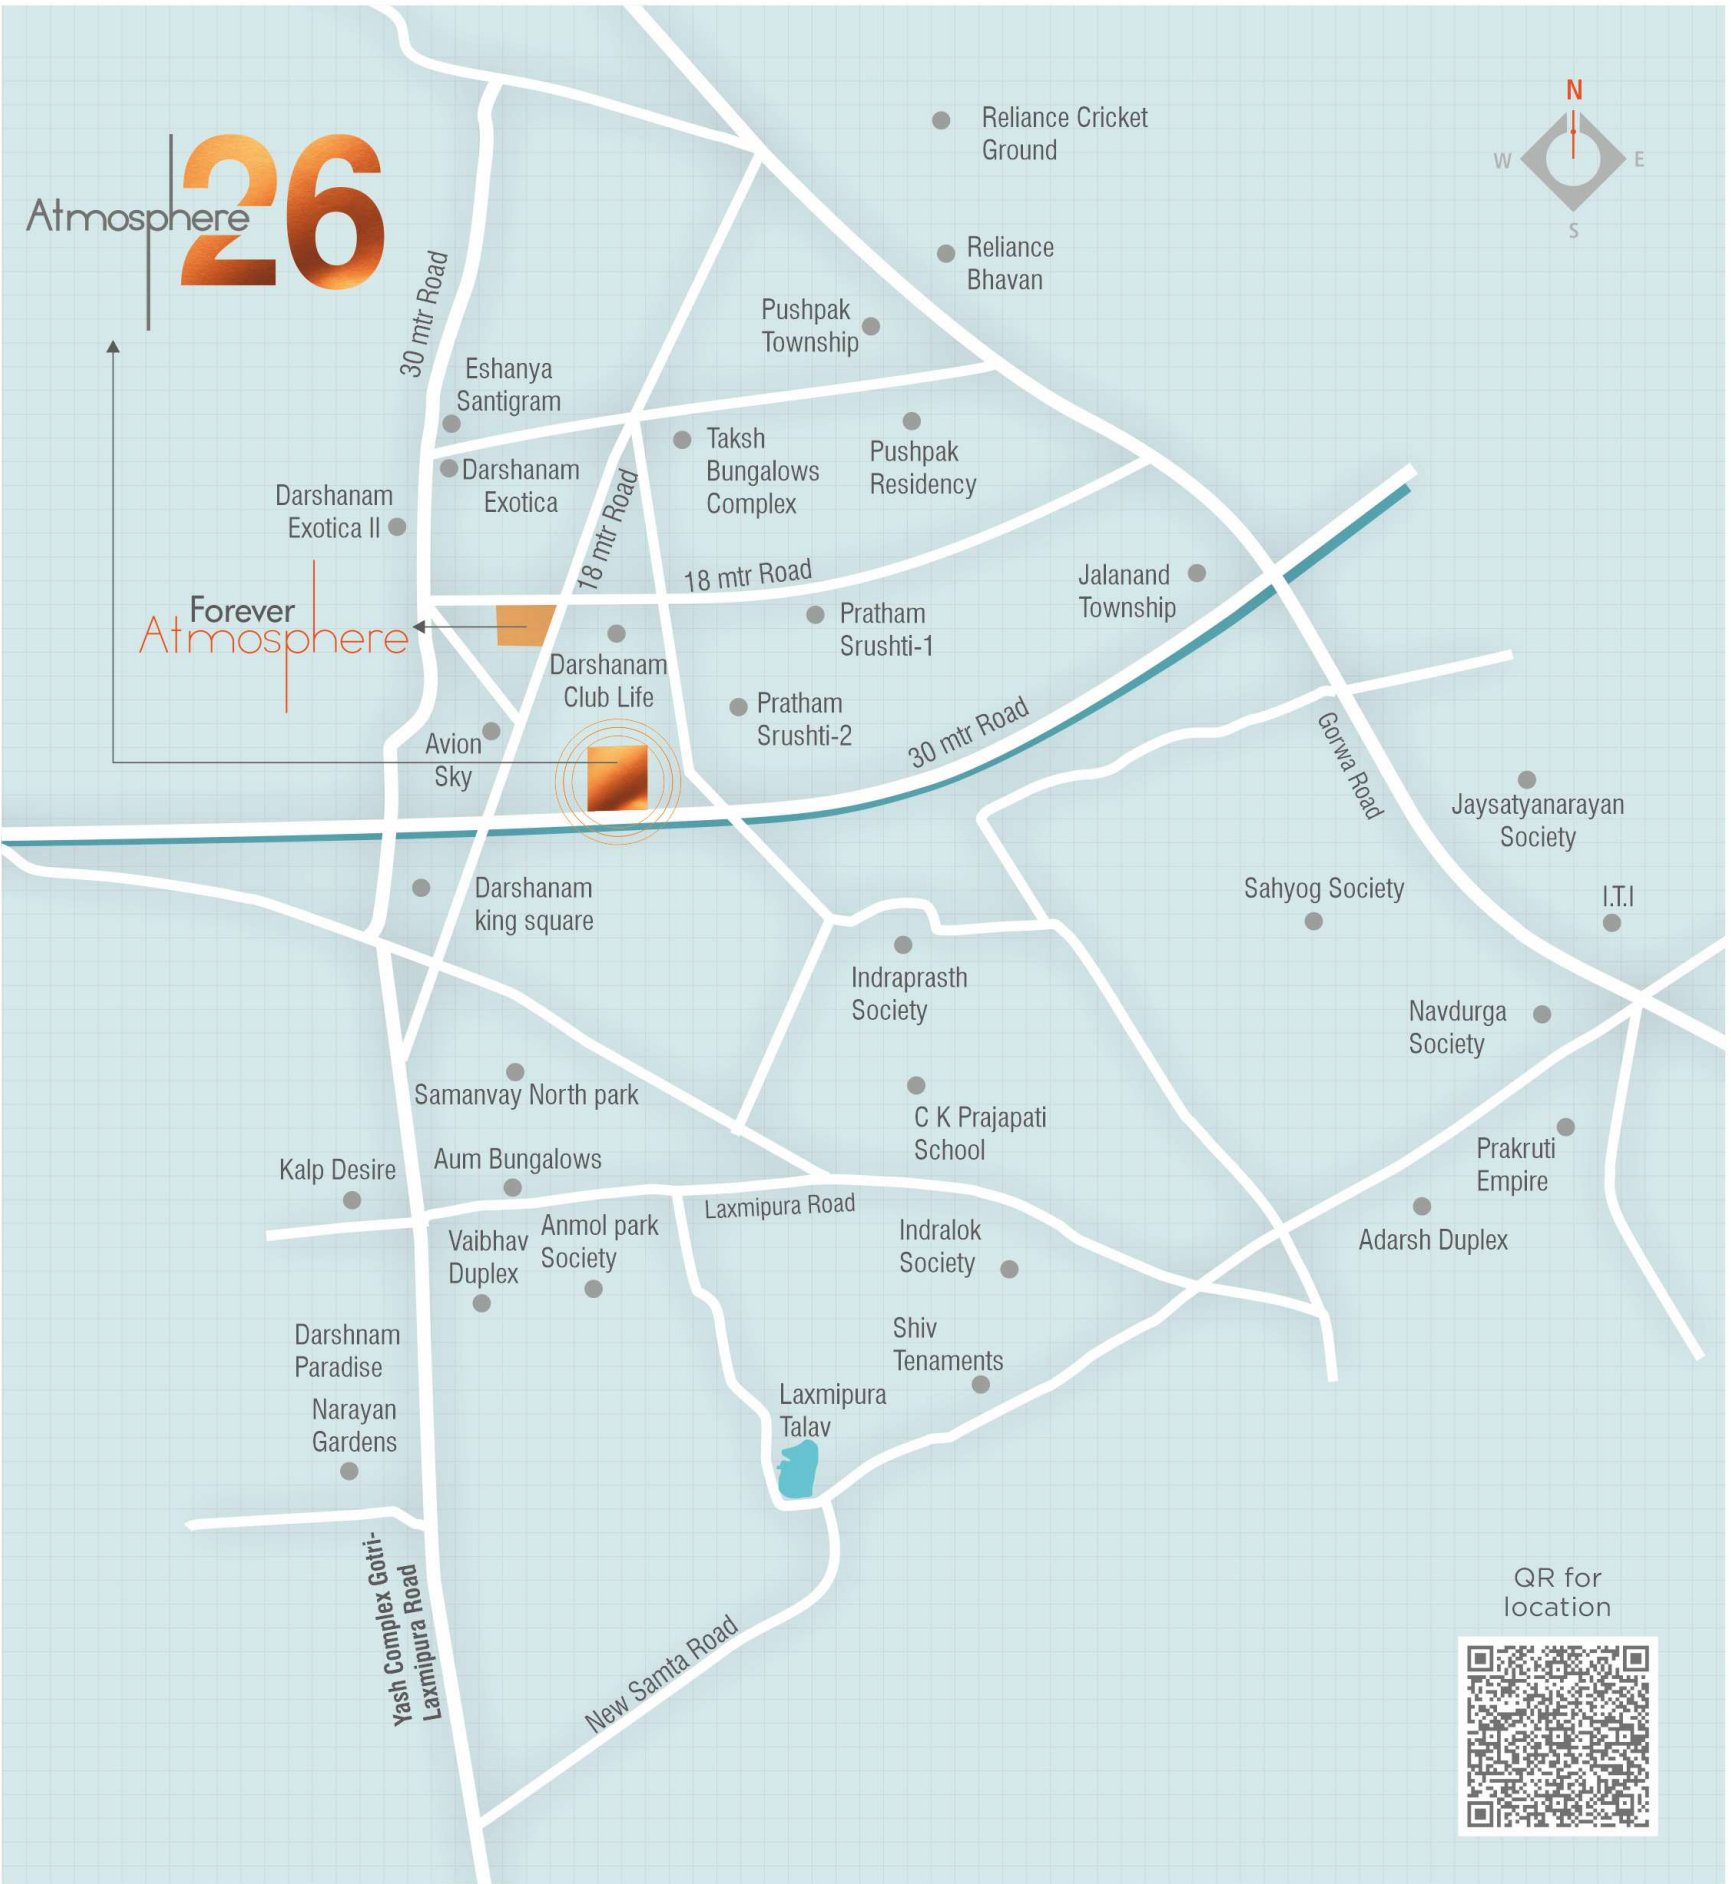 Reliance Cricket
Ground
N
W
E
S
26
Atmosphere
Reliance
Bhavan
30 mtr Road
Pushpak
Township
Eshanya
Santigram
Taksh
Bungalows
Complex
Pushpak
Residency
Darshanam
Exotica
Darshanam
Exotica II
18 mtr Road
18 mtr Road
Jalanand
Township
Forever
Atmosphere
Pratham
Srushti-1
Darshanam
Club Life
Pratham
Srushti-2
30 mtr Road
Gorwa Road
Avion
Sky
Jaysatyanarayan
Society
Darshanam
king square
Sahyog Society
I.T.I
Indraprasth
Society
Navdurga
Society
Samanvay North park
C K Prajapati
School
Prakruti
Empire
Kalp Desire
Aum Bungalows
Laxmipura Road
Vaibhav
Duplex
Anmol park
Society
Indralok
Society
Adarsh Duplex
Darshnam
Paradise
Shiv
Tenaments
Narayan
Gardens
Laxmipura
Talav
Yash Complex Gotri-
Laxmipura Road
New Samta Road
QR for
location